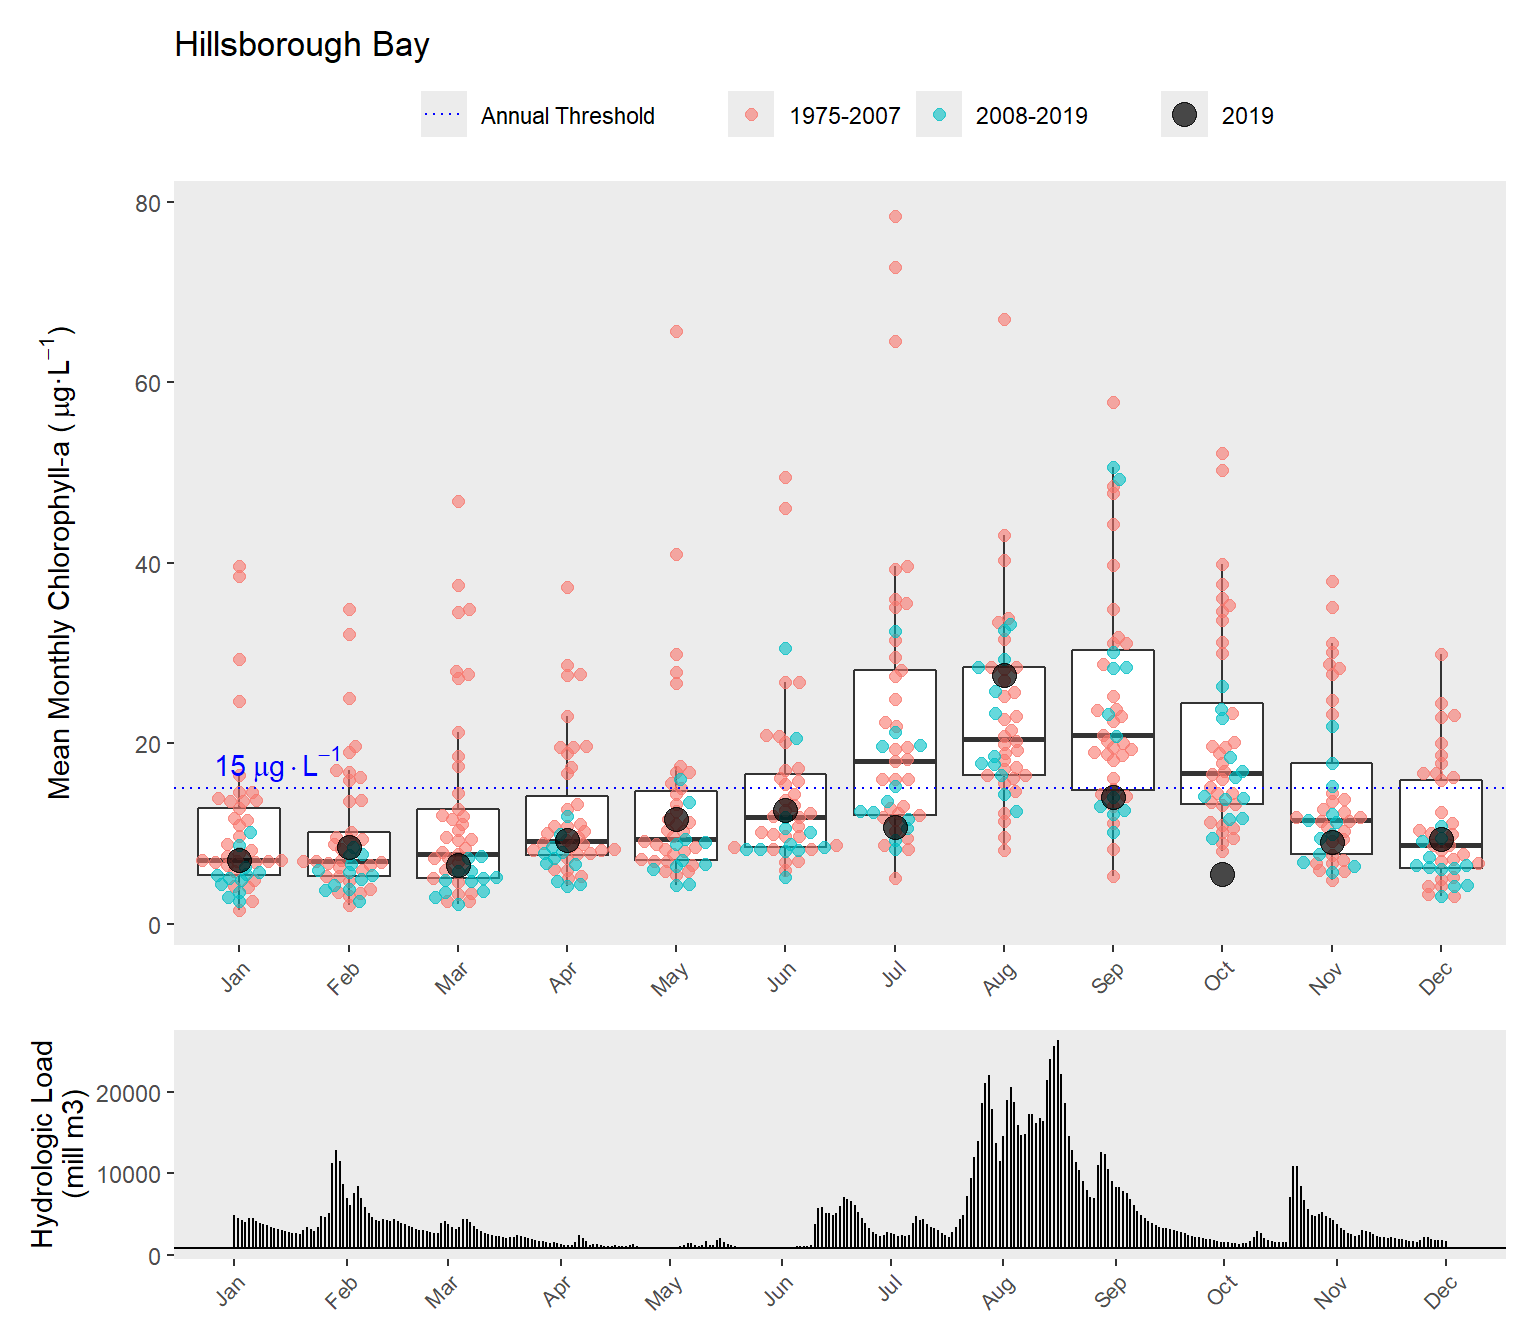 Hillsborough Bay
Annual Threshold 1975-2007 2008-2019 2019
Mean Monthly Chlorophyll-a ( µg·L⁻¹)
80
60
40
20
0
15 µg·L⁻¹
Jan Feb Mar Apr May Jun Jul Aug Sep Oct Nov Dec
Hydrologic Load
(mill m3)
20000
10000
0
Jan Feb Mar Apr May Jun Jul Aug Sep Oct Nov Dec